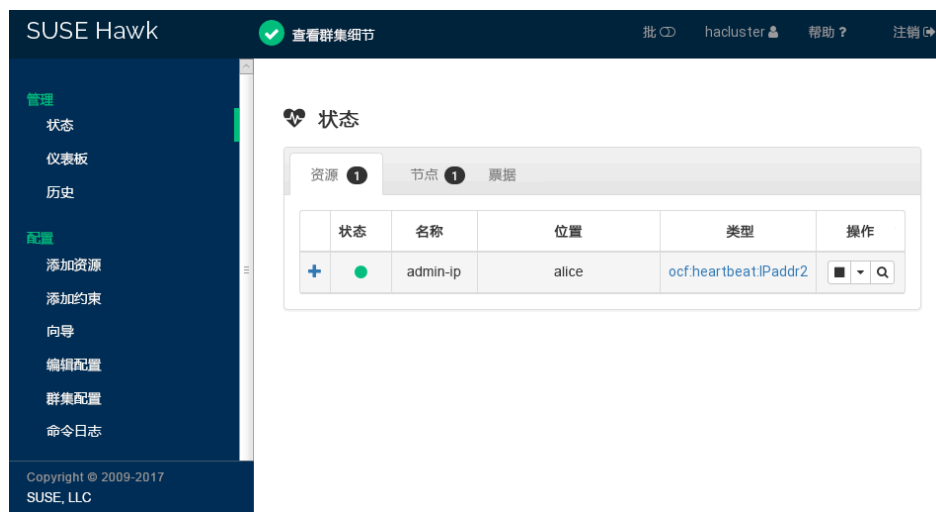 SUSE Hawk
查看群集细节
批 hacluster 帮助 ? 注销
管理
状态
仪表板
历史
配置
添加资源
添加约束
向导
编辑配置
群集配置
命令日志
Copyright © 2009-2017
SUSE, LLC
状态
资源 1 节点 1 票据
状态 名称 位置 类型 操作
admin-ip alice ocf:heartbeat:IPaddr2